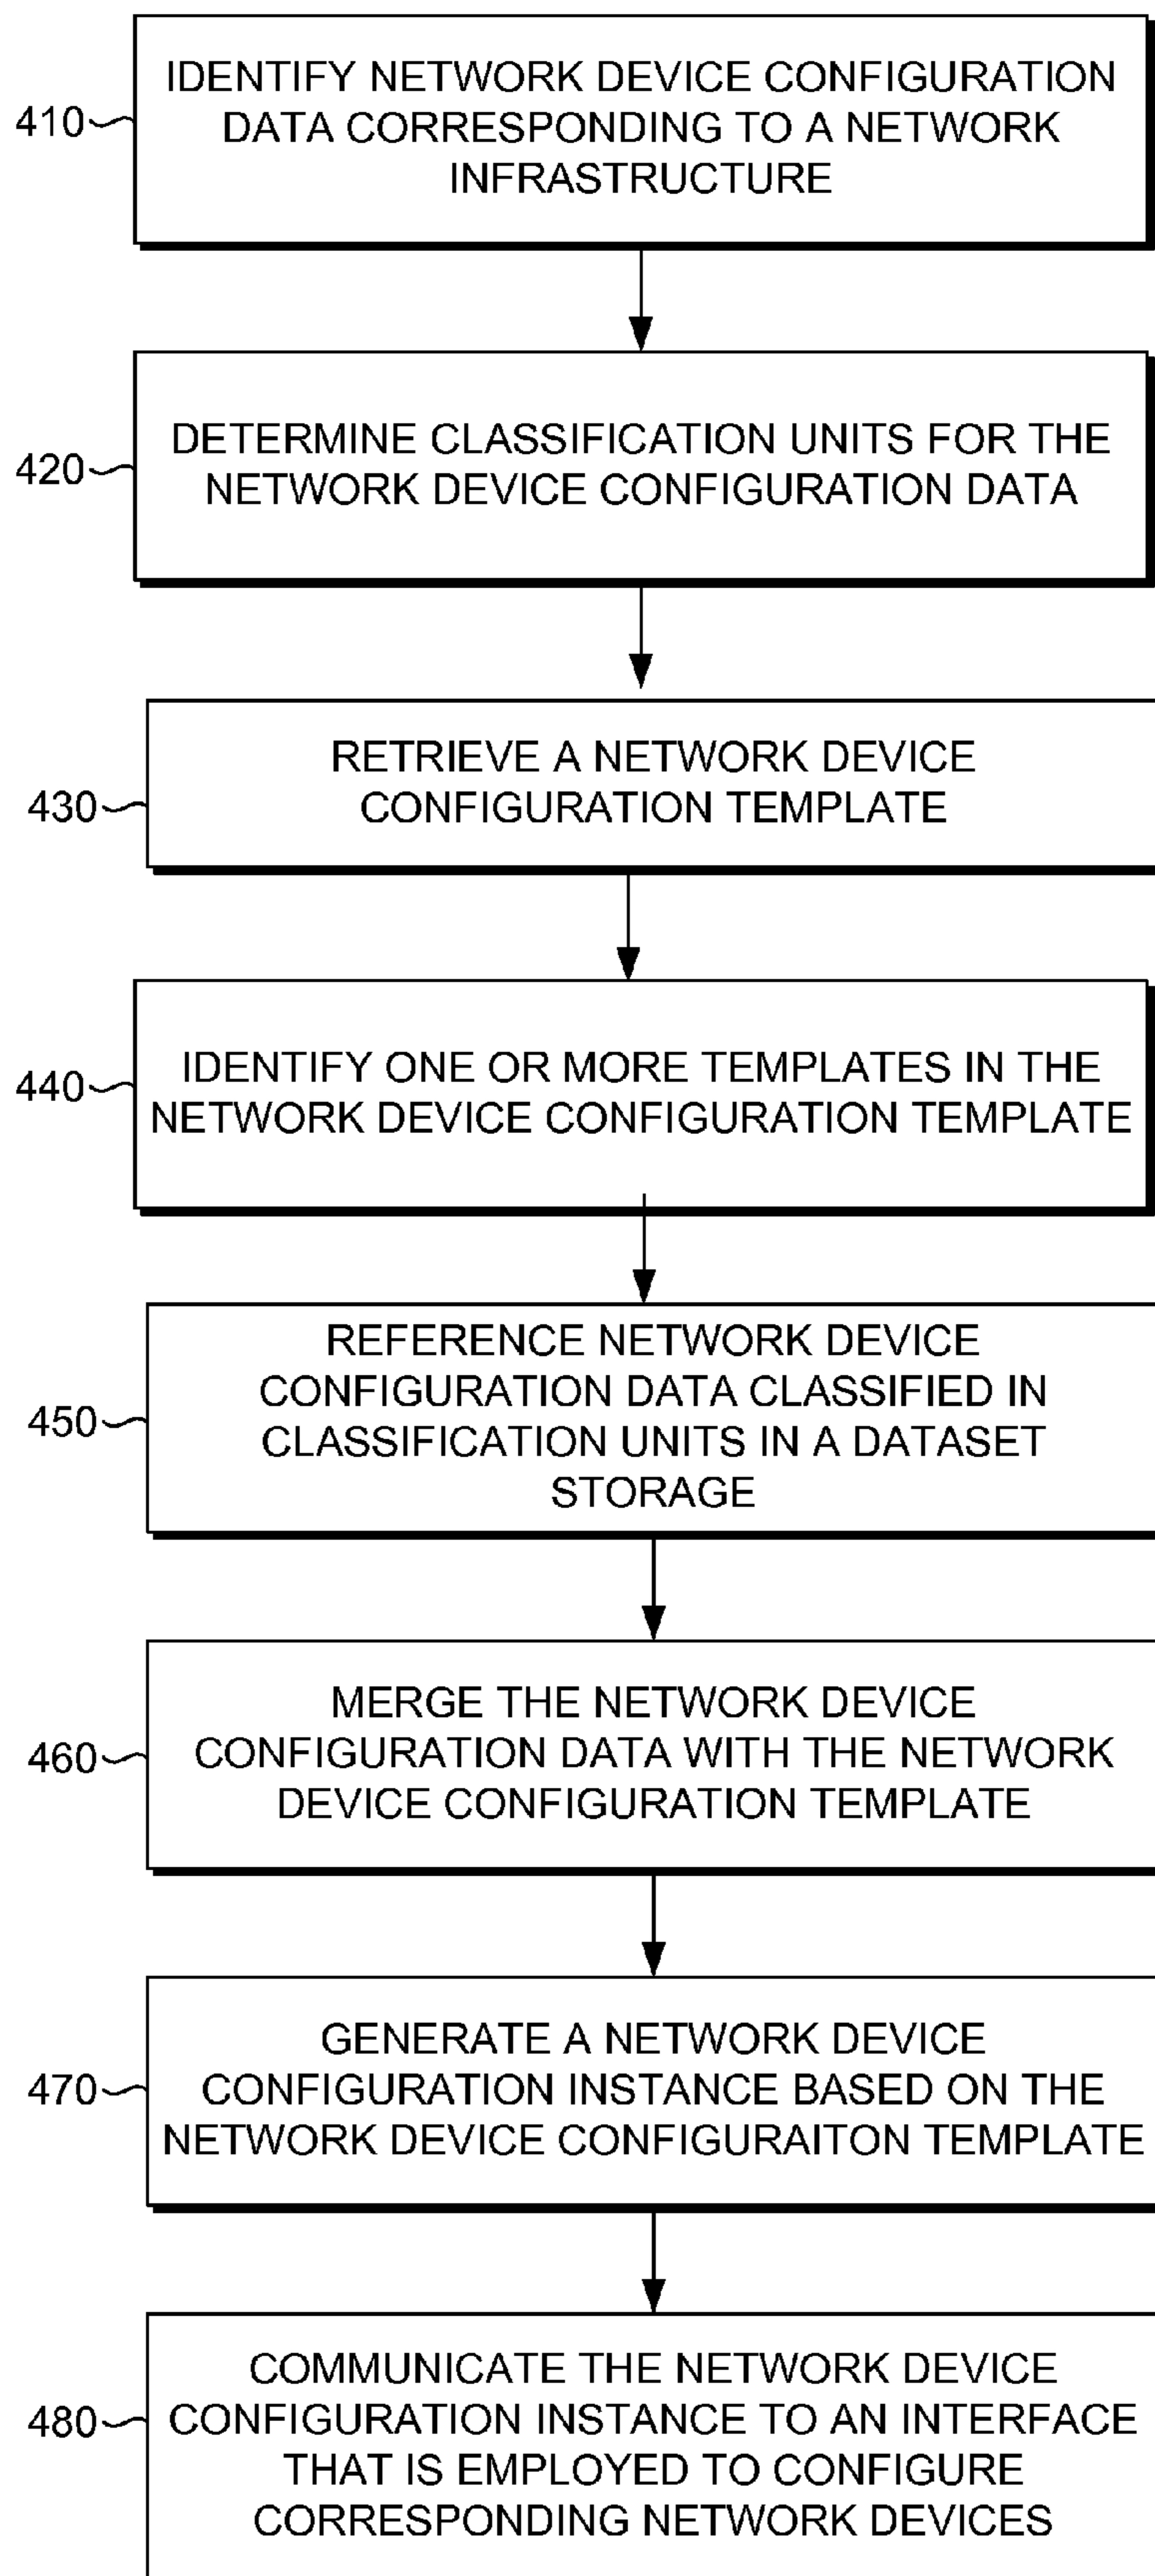 410
IDENTIFY NETWORK DEVICE CONFIGURATION
DATA CORRESPONDING TO A NETWORK
INFRASTRUCTURE
420
DETERMINE CLASSIFICATION UNITS FOR THE
NETWORK DEVICE CONFIGURATION DATA
430
RETRIEVE A NETWORK DEVICE
CONFIGURATION TEMPLATE
440
IDENTIFY ONE OR MORE TEMPLATES IN THE
NETWORK DEVICE CONFIGURATION TEMPLATE
450
REFERENCE NETWORK DEVICE
CONFIGURATION DATA CLASSIFIED IN
CLASSIFICATION UNITS IN A DATASET
STORAGE
460
MERGE THE NETWORK DEVICE
CONFIGURATION DATA WITH THE NETWORK
DEVICE CONFIGURATION TEMPLATE
470
GENERATE A NETWORK DEVICE
CONFIGURATION INSTANCE BASED ON THE
NETWORK DEVICE CONFIGURAITON TEMPLATE
480
COMMUNICATE THE NETWORK DEVICE
CONFIGURATION INSTANCE TO AN INTERFACE
THAT IS EMPLOYED TO CONFIGURE
CORRESPONDING NETWORK DEVICES